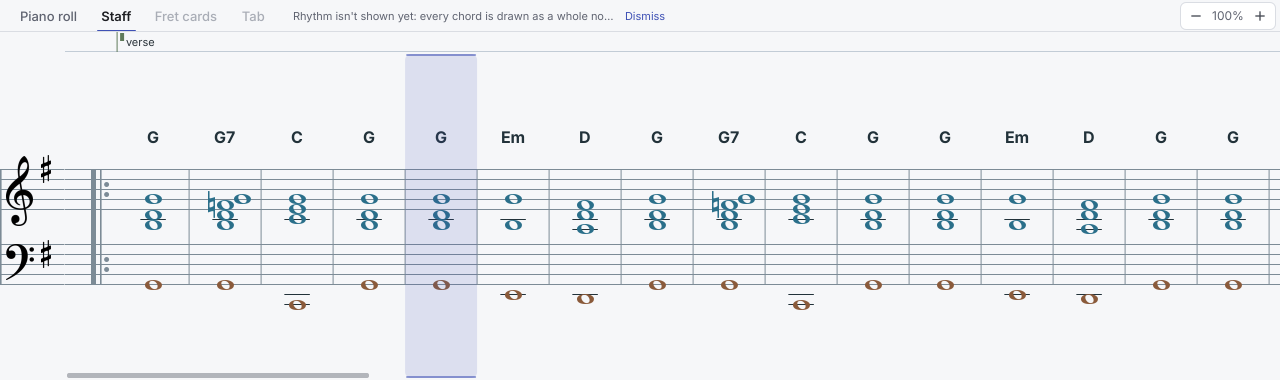 Piano roll Staff Fret cards Tab Rhythm isn't shown yet: every chord is drawn as a whole no... Dismiss − 100% +
verse
G G7 C G G Em D G G7 C G G Em D G G